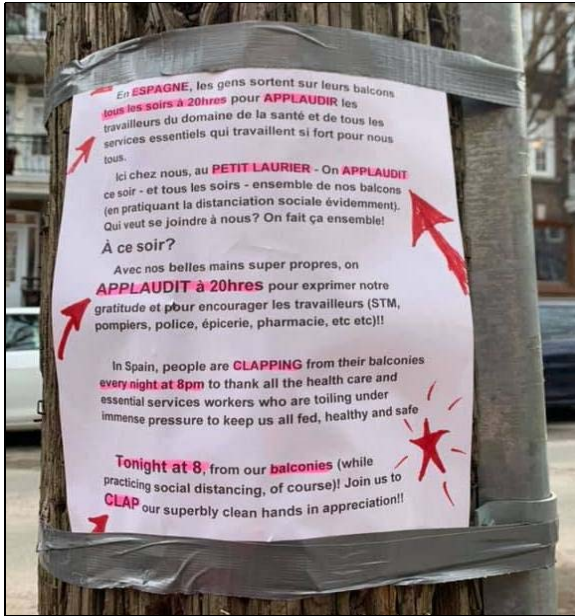 En ESPAGNE, les gens sortent sur leurs balcons
tous les soirs à 20hres pour APPLAUDIR les
travailleurs du domaine de la santé et de tous les
services essentiels qui travaillent si fort pour nous
tous.
Ici chez nous, au PETIT LAURIER - On APPLAUDIT
ce soir - et tous les soirs - ensemble de nos balcons
(en pratiquant la distanciation sociale évidemment).
Qui veut se joindre à nous? On fait ça ensemble!
À ce soir?
Avec nos belles mains super propres, on
APPLAUDIT à 20hres pour exprimer notre
gratitude et pour encourager les travailleurs (STM,
pompiers, police, épicerie, pharmacie, etc etc)!!
In Spain, people are CLAPPING from their balconies
every night at 8pm to thank all the health care and
essential services workers who are toiling under
immense pressure to keep us all fed, healthy and safe
Tonight at 8, from our balconies (while
practicing social distancing, of course)! Join us to
CLAP our superbly clean hands in appreciation!!